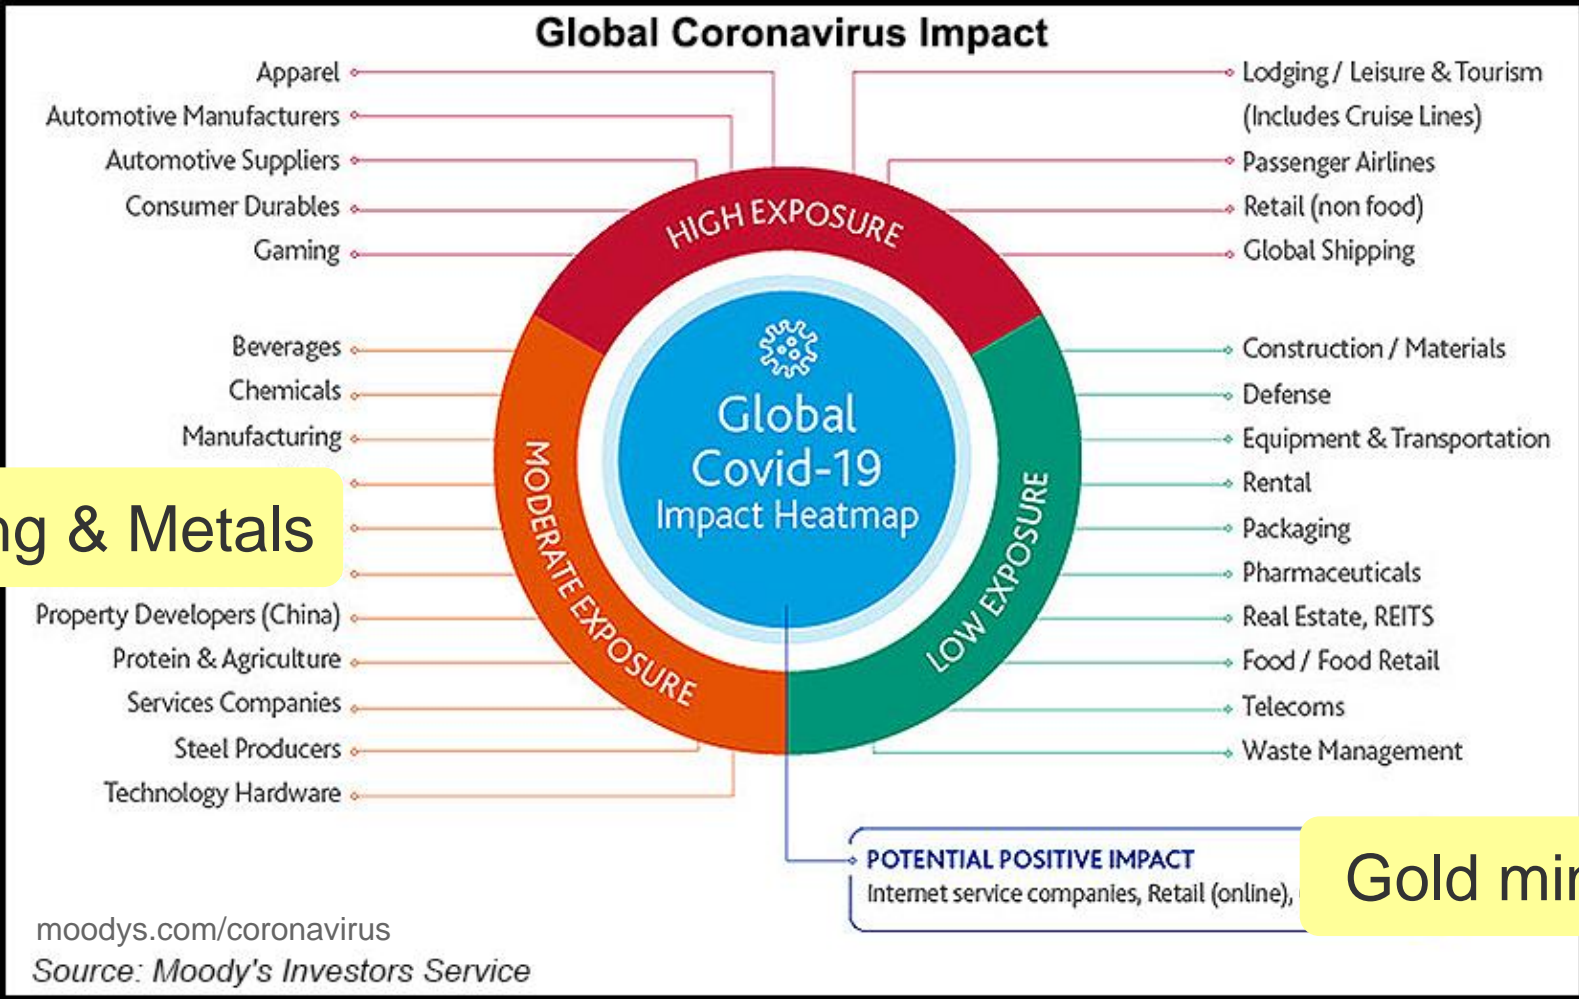 Global Coronavirus Impact
Apparel
Automotive Manufacturers
Automotive Suppliers
Consumer Durables
Gaming
Lodging / Leisure & Tourism
(Includes Cruise Lines)
Passenger Airlines
Retail (non food)
Global Shipping
HIGH EXPOSURE
Beverages
Chemicals
Manufacturing
& Metals
Property Developers (China)
Protein & Agriculture
Services Companies
Steel Producers
Technology Hardware
MODERATE EXPOSURE
Global
Covid-19
Impact Heatmap
LOW EXPOSURE
Construction / Materials
Defense
Equipment & Transportation
Rental
Packaging
Pharmaceuticals
Real Estate, REITS
Food / Food Retail
Telecoms
Waste Management
POTENTIAL POSITIVE IMPACT
Internet service companies, Retail (online),
Gold
moodys.com/coronavirus
Source: Moody's Investors Service